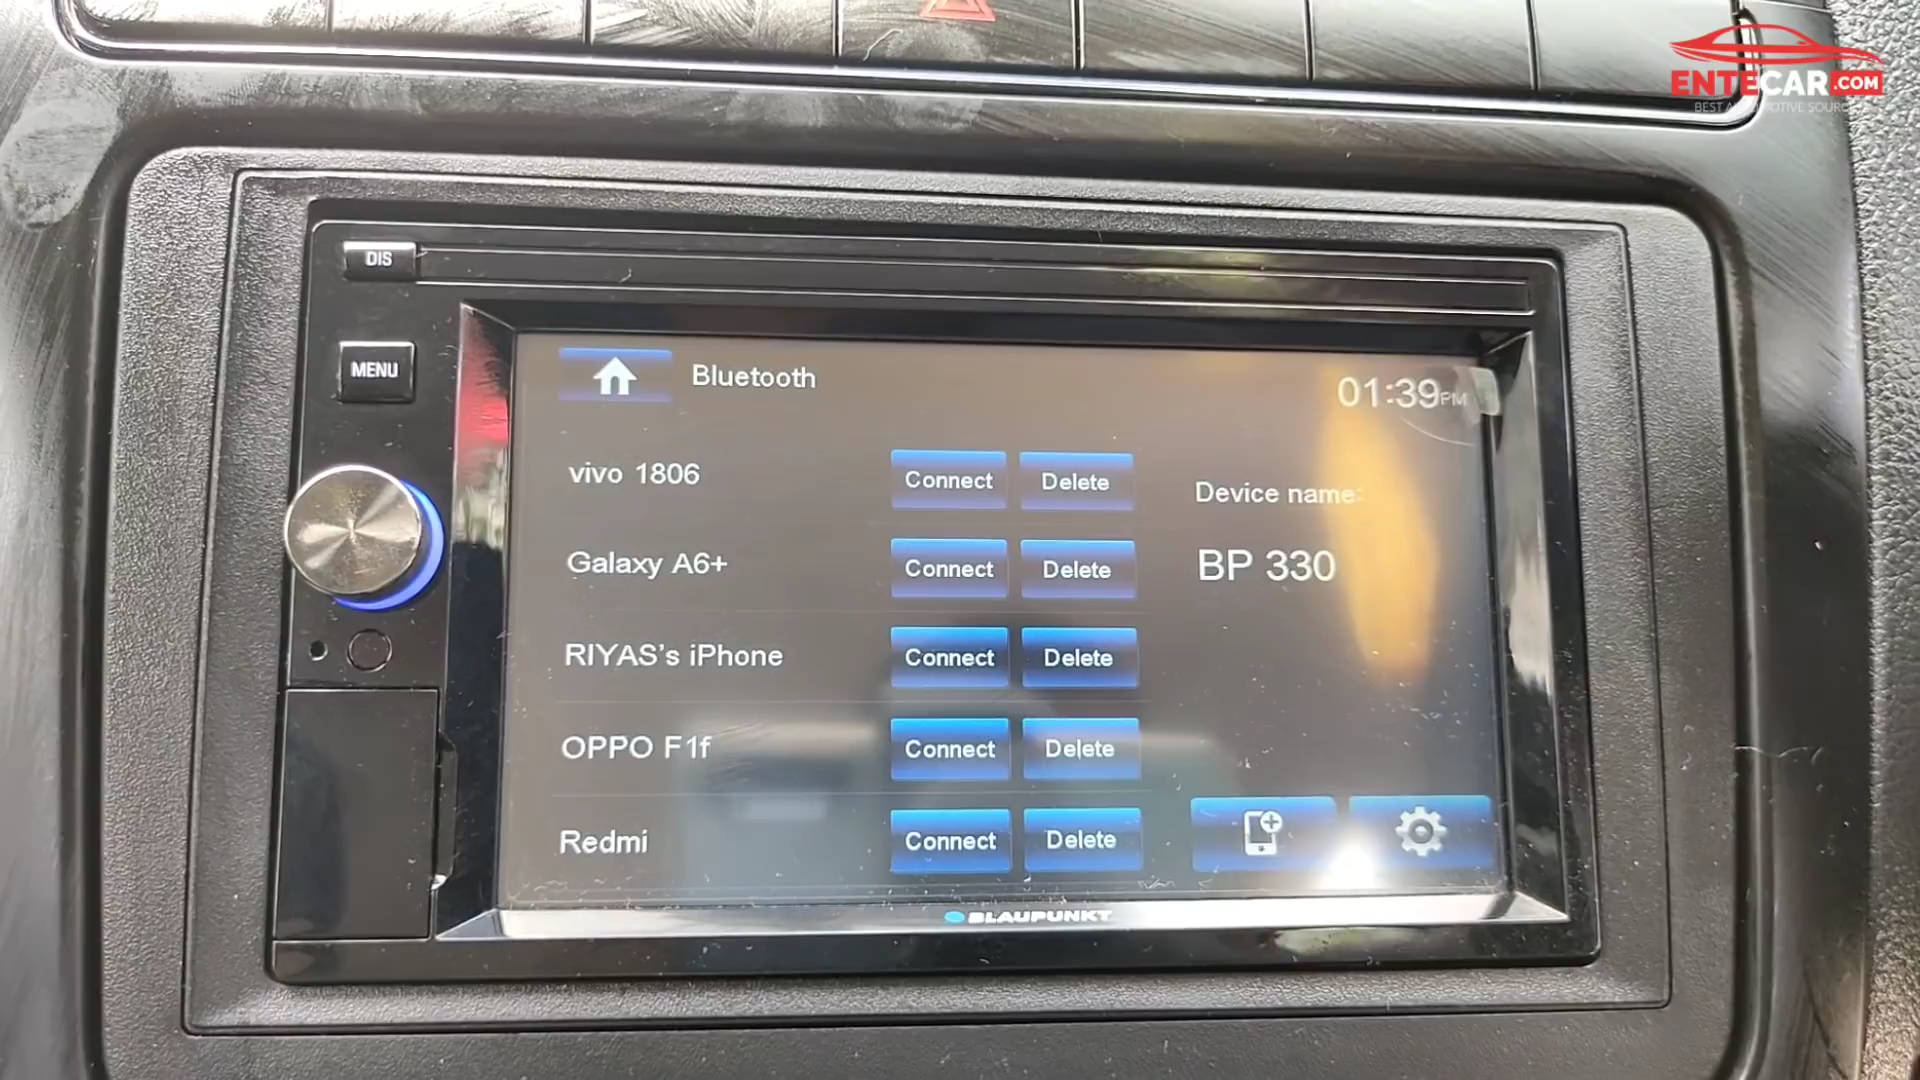 ENTECAR.COM
DIS
MENU
Bluetooth
01:39PM
vivo 1806
Connect
Delete
Device name:
Galaxy A6+
Connect
Delete
BP 330
RIYAS's iPhone
Connect
Delete
OPPO F1f
Connect
Delete
Redmi
Connect
Delete
BLAUPUNKT